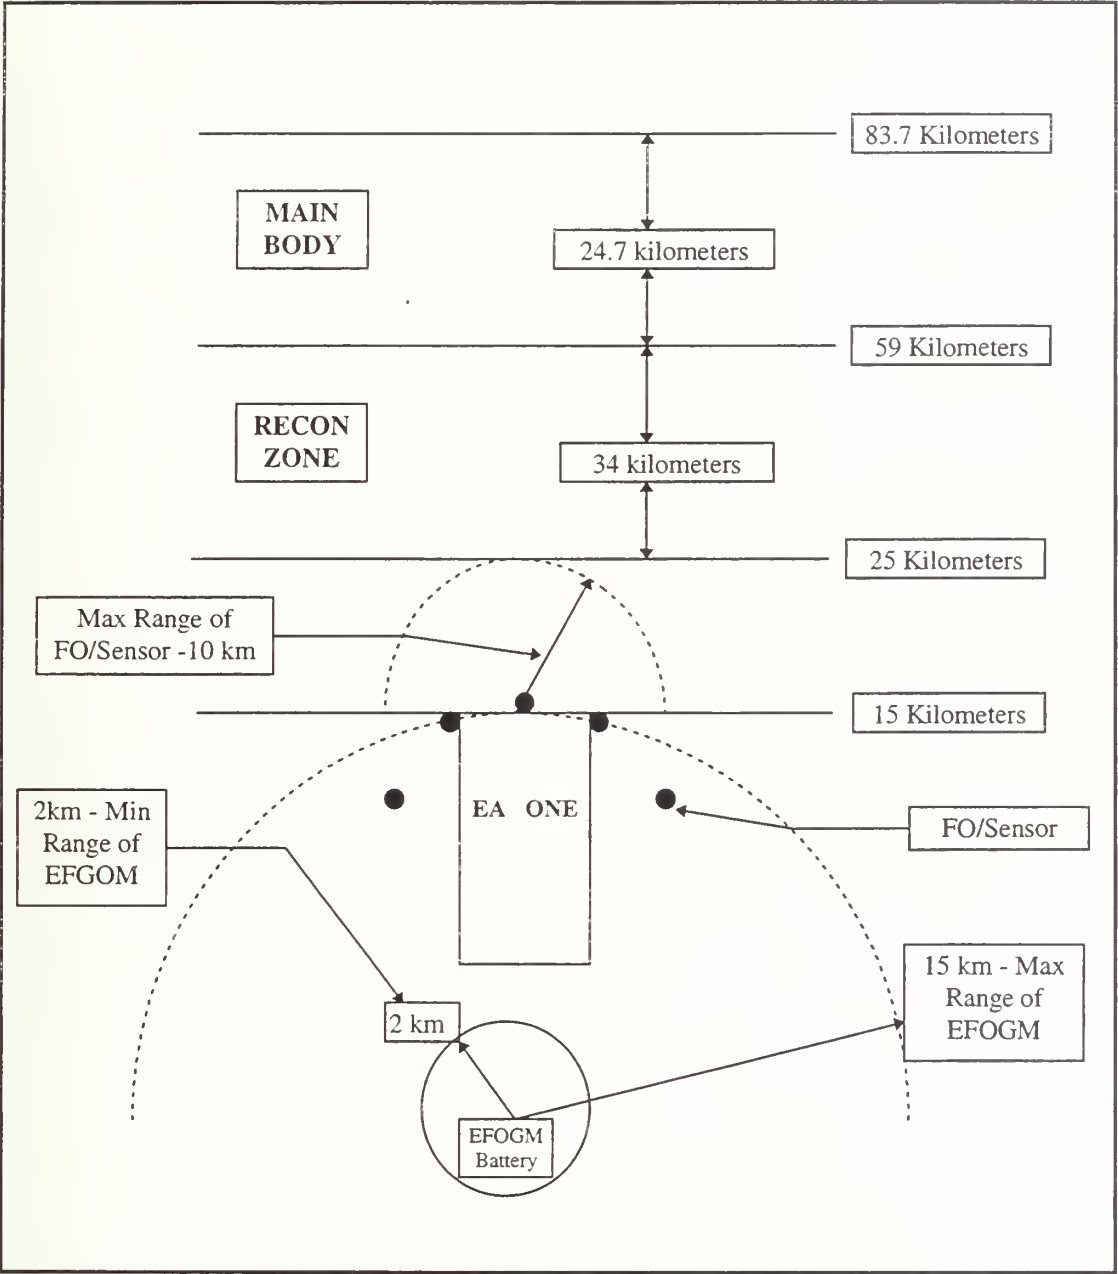 83.7 Kilometers
MAIN
BODY
24.7 kilometers
59 Kilometers
RECON
ZONE
34 kilometers
25 Kilometers
Max Range of
FO/Sensor -10 km
15 Kilometers
EA ONE
2km - Min
Range of
EFGOM
FO/Sensor
15 km - Max
Range of
EFOGM
2 km
EFOGM
Battery